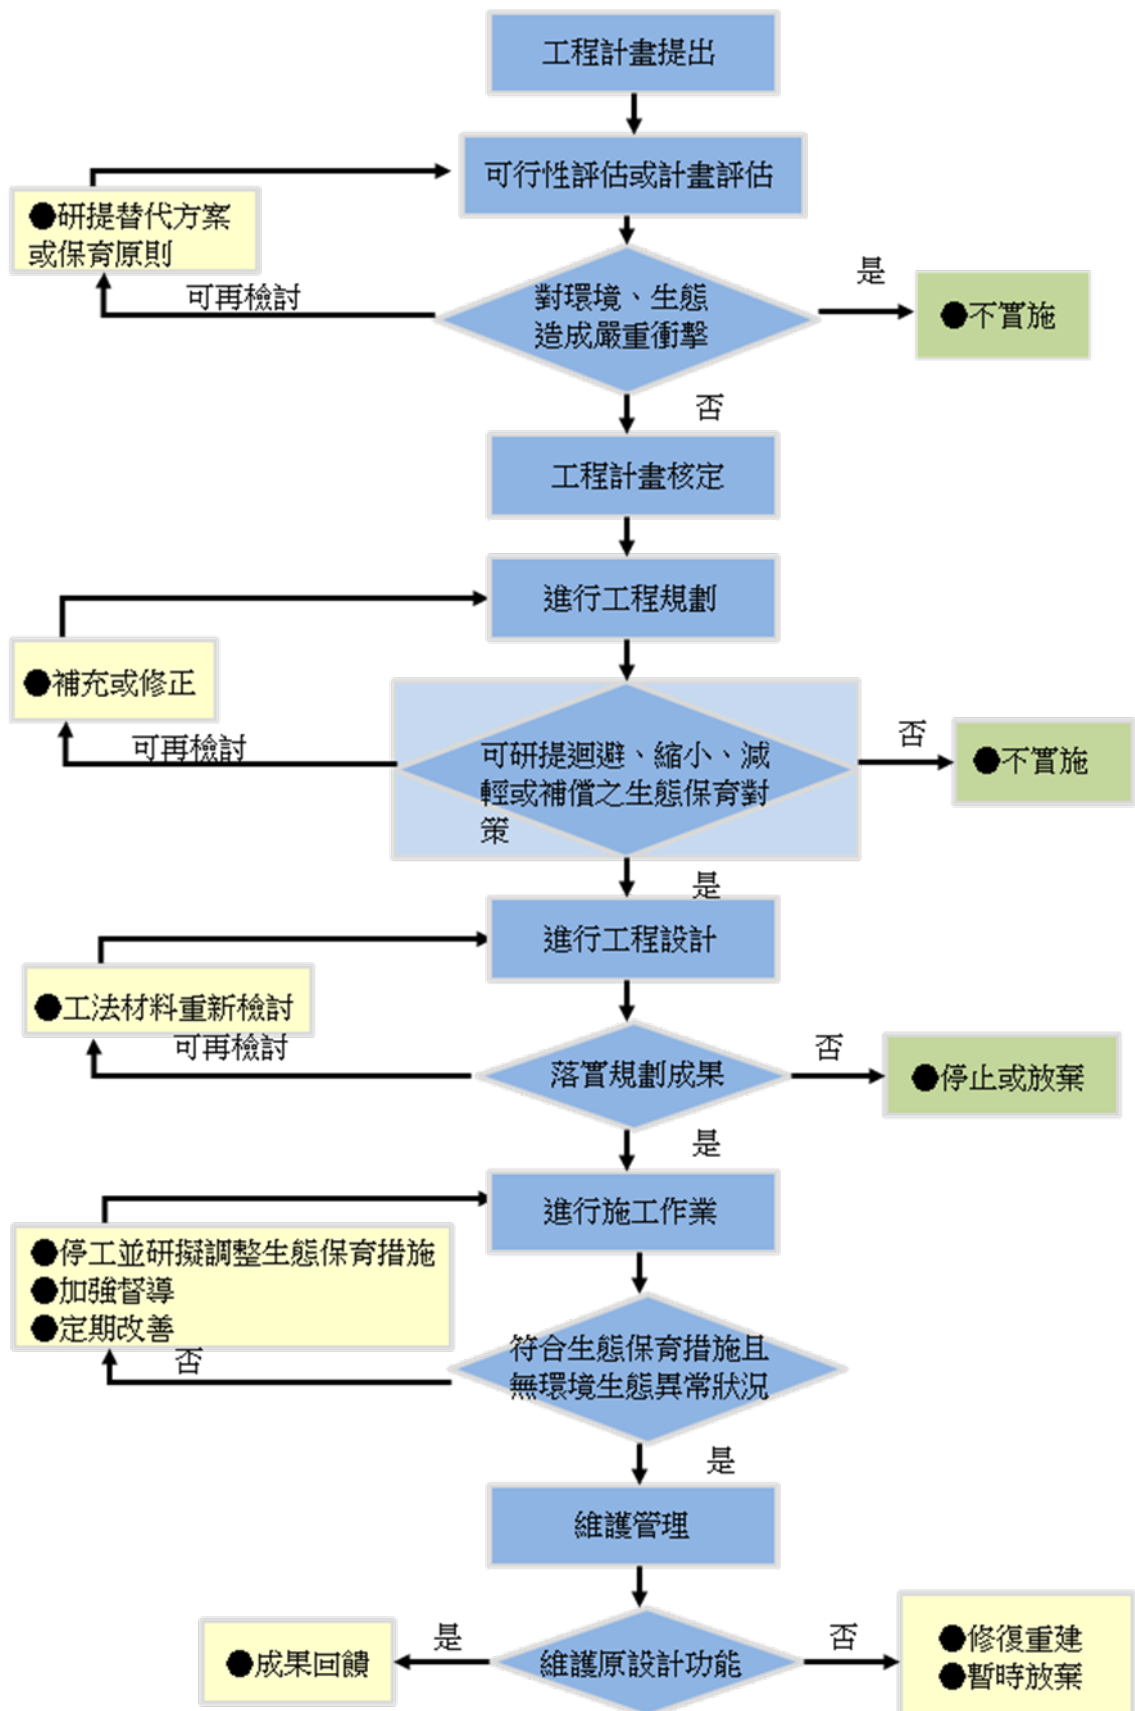 工程計畫提出
可行性評估或計畫評估
●研提替代方案
或保育原則
可再檢討
對環境、生態
造成嚴重衝擊
是
●不實施
否
工程計畫核定
進行工程規劃
●補充或修正
可再檢討
可研提迴避、縮小、減
輕或補償之生態保育對
策
否
●不實施
是
進行工程設計
●工法材料重新檢討
可再檢討
落實規劃成果
否
●停止或放棄
是
進行施工作業
●停工並研擬調整生態保育措施
●加強督導
●定期改善
否
符合生態保育措施且
無環境生態異常狀況
是
維護管理
●成果回饋
是
維護原設計功能
否
●修復重建
●暫時放棄